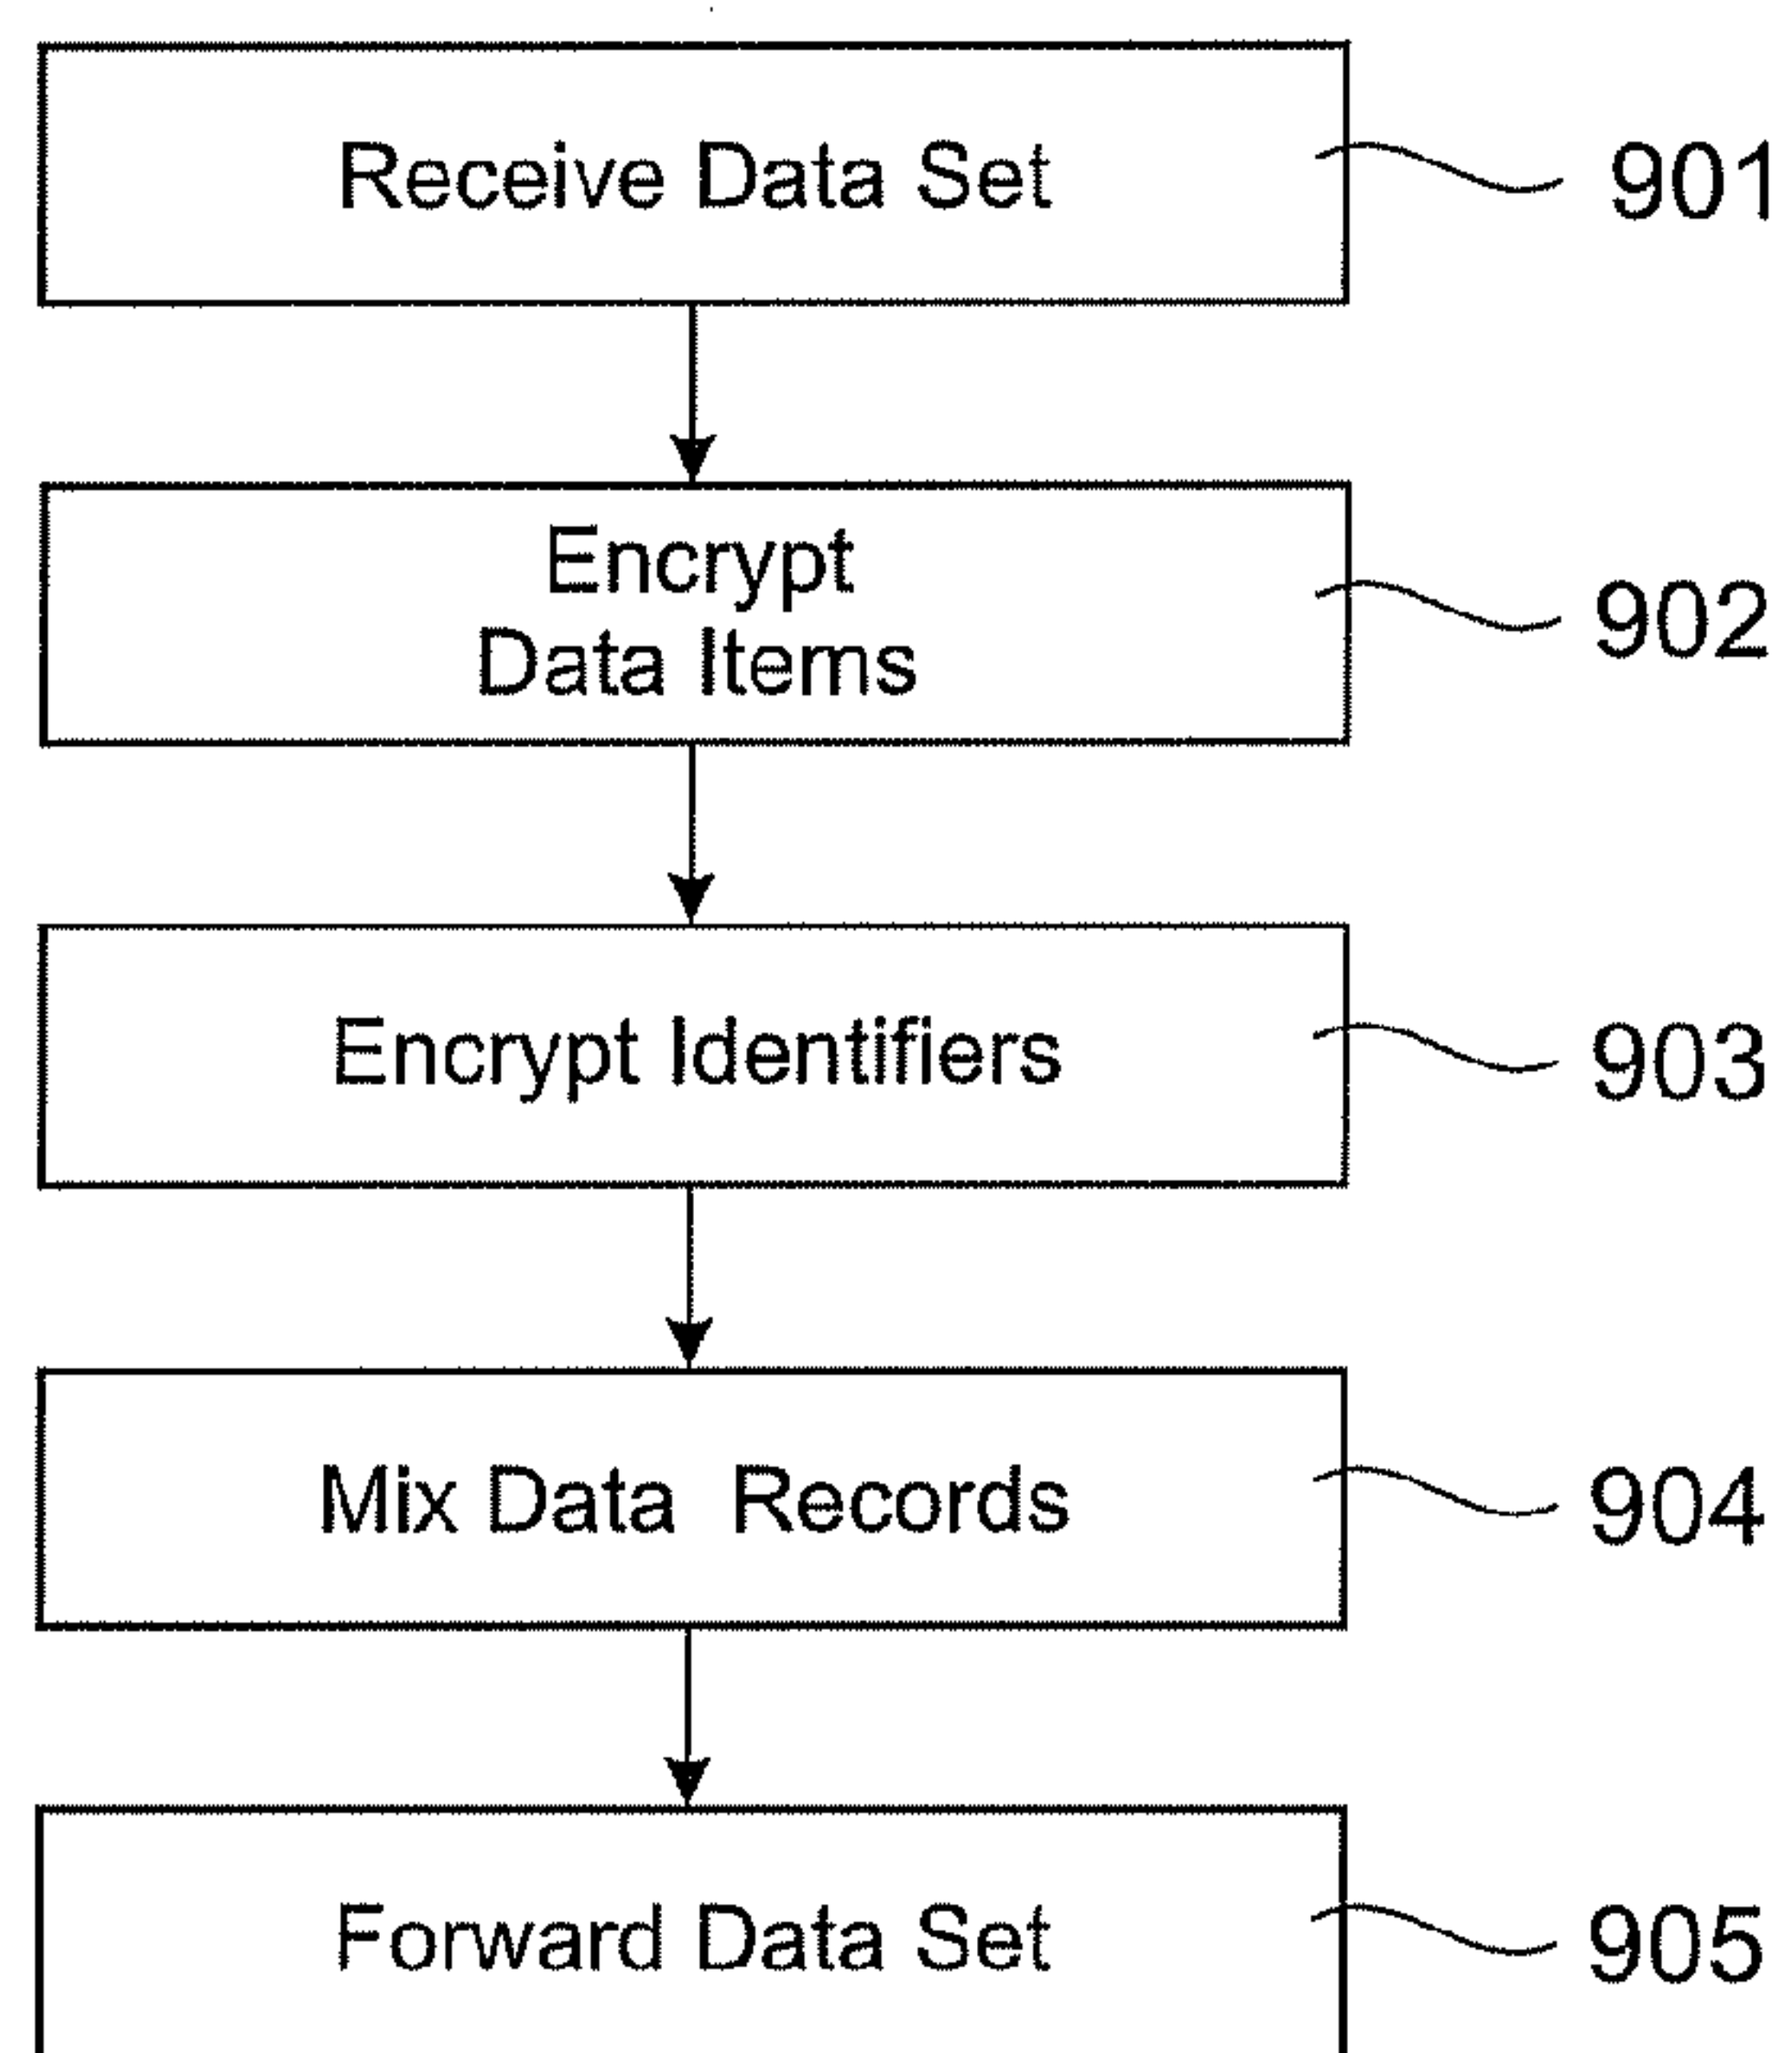 Receive Data Set
901
Encrypt
Data Items
902
Encrypt Identifiers
903
Mix Data Records
904
Forward Data Set
905